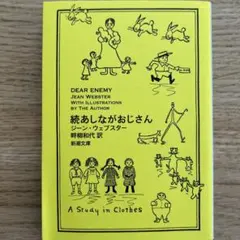 DEAR ENEMY
JEAN WEBSTER
WITH ILLUSTRATIONS
BY THE AUTHOR
続あしながおじさん
ジーン・ウェブスター
畔柳和代 訳
新潮文庫
A Study in Clothes